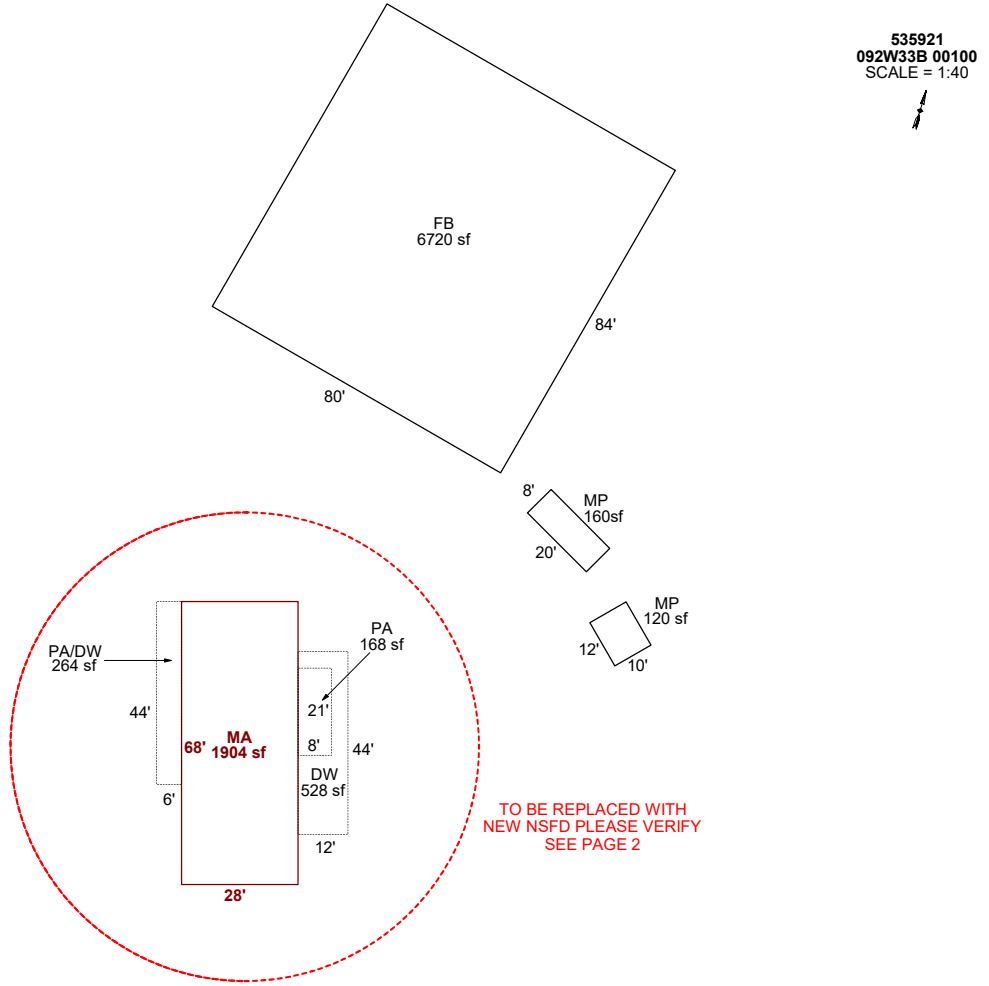 535921
092W33B 00100
SCALE = 1:40
FB
6720 sf
84'
80'
8'
MP
160sf
20'
MP
120 sf
12'
10'
PA/DW
264 sf
PA
168 sf
44'
21'
68'
MA
1904 sf
8'
44'
DW
528 sf
6'
12'
28'
TO BE REPLACED WITH
NEW NSFD PLEASE VERIFY
SEE PAGE 2